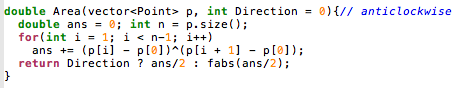 double Area(vector<Point> p, int Direction = 0){// anticlockwise
  double ans = 0; int n = p.size();
  for(int i = 1; i < n-1; i++)
    ans += (p[i] - p[0])^(p[i + 1] - p[0]);
  return Direction ? ans/2 : fabs(ans/2);
}